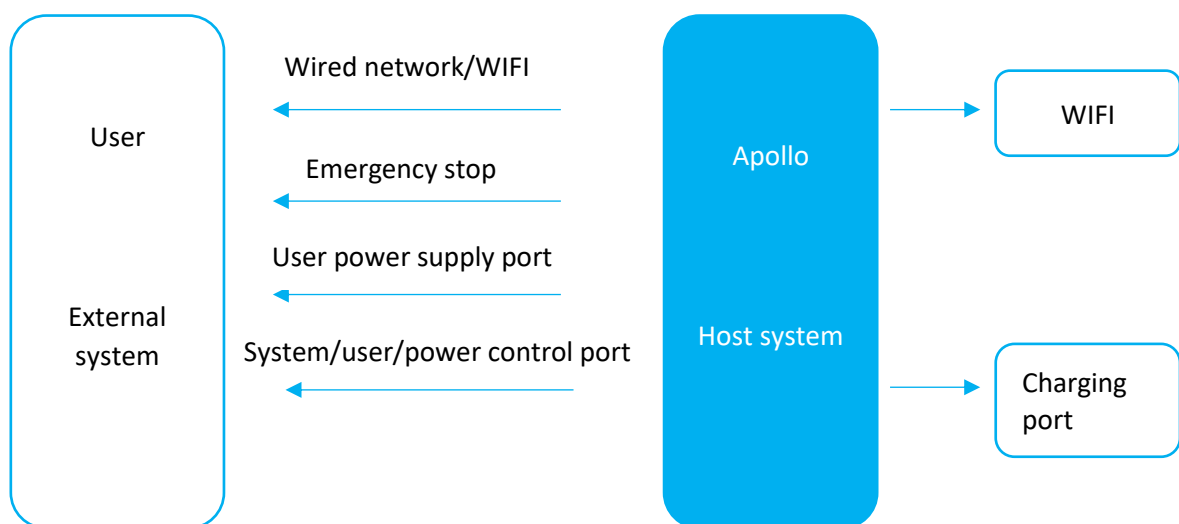 Wired network/WIFI
User
WIFI
Apollo
Emergency stop
User power supply port
External
system
System/user/power control port
Host system
Charging
port